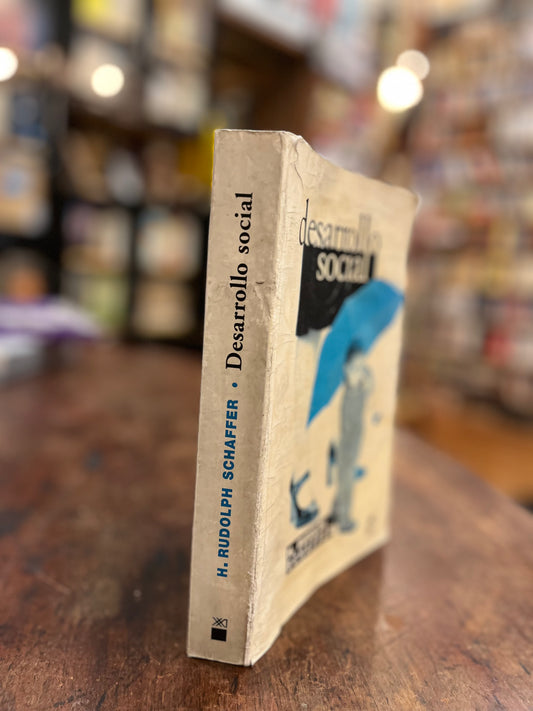 H. RUDOLPH SCHAFFER • Desarrollo social
desarrollo
social